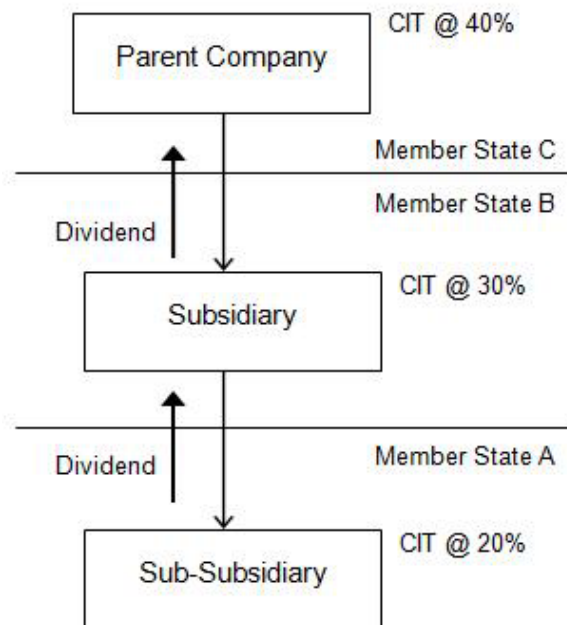 CIT @ 40%
Parent Company
Member State C
Member State B
Dividend
CIT @ 30%
Subsidiary
Member State A
Dividend
CIT @ 20%
Sub-Subsidiary